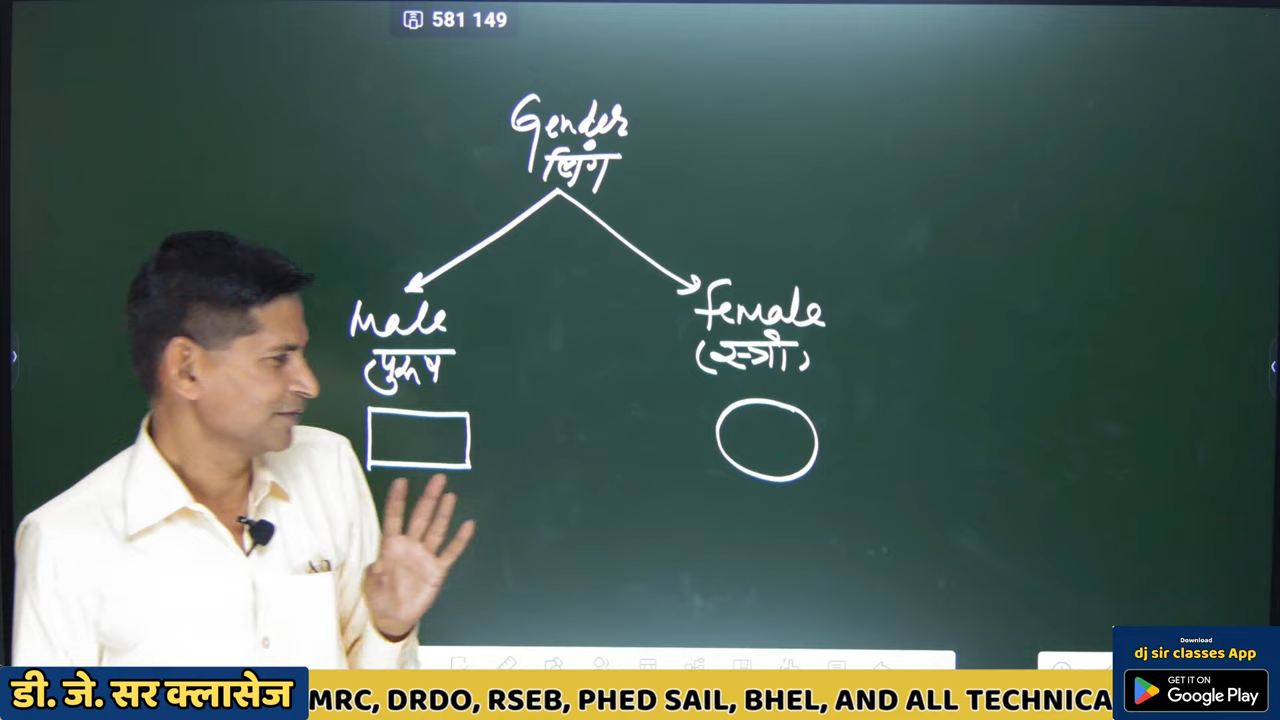 581 149
Gender
लिंग
Male
(पुरूष
female
(स्त्री)
Download
dj sir classes App
GET IT ON
Google Play
डी. जे. सर क्लासेज
MRC, DRDO, RSEB, PHED SAIL, BHEL, AND ALL TECHNICA